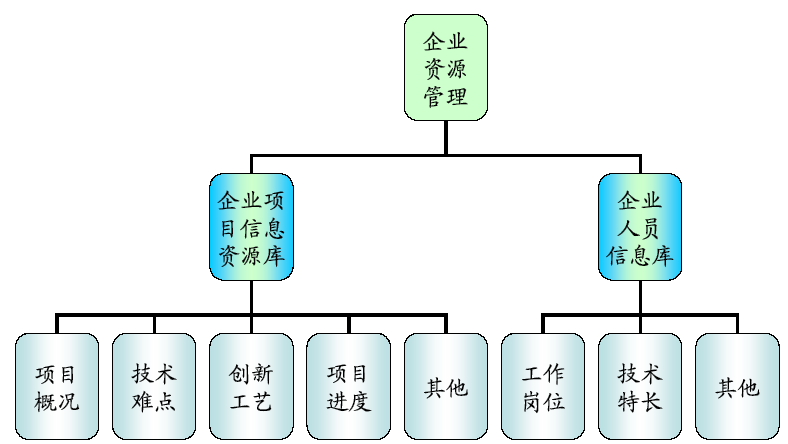 企业
资源
管理
企业项
目信息
资源库
企业
人员
信息库
项目
概况
技术
难点
创新
工艺
项目
进度
其他
工作
岗位
技术
特长
其他